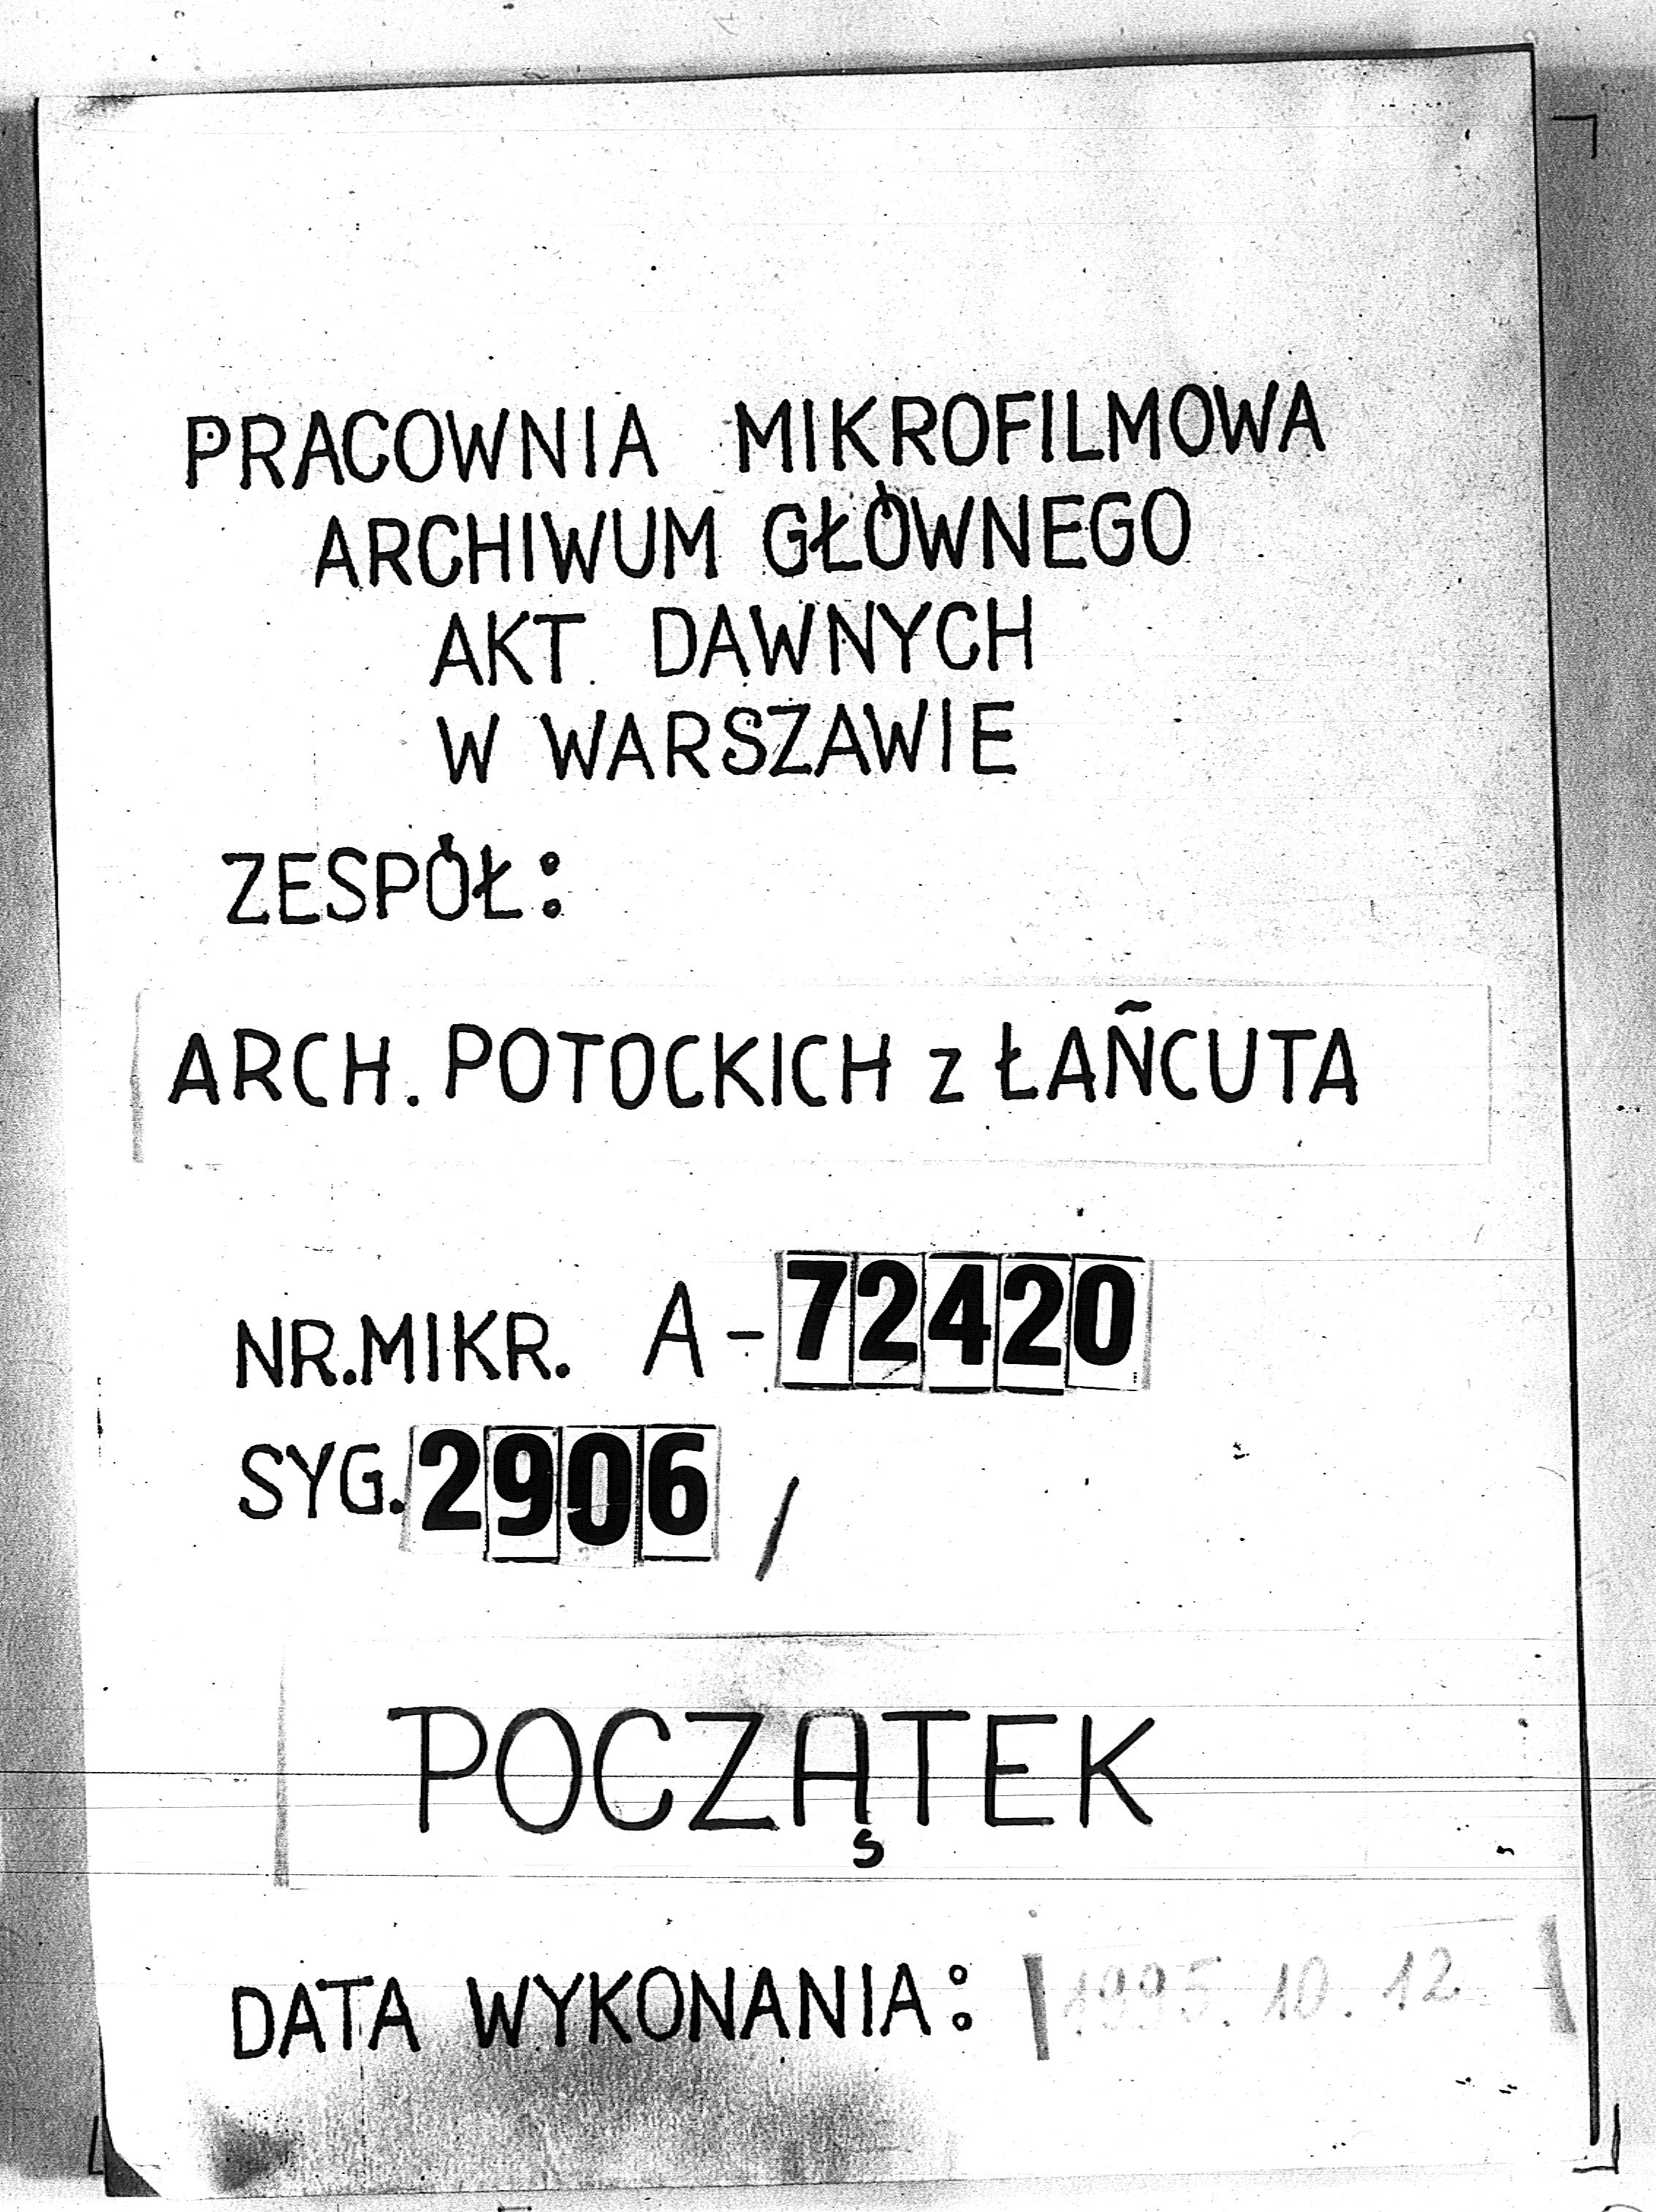 PRACOWNIA MIKROFILMOWA
ARCHIWUM GŁÓWNEGO
AKT DAWNYCH
W WARSZAWIE
ZESPÓŁ:
ARCH. POTOCKICH z ŁAŃCUTA
NR.MIKR. A-72420
SYG. 2906 /
POCZĄTEK
DATA WYKONANIA: 1995.10.12